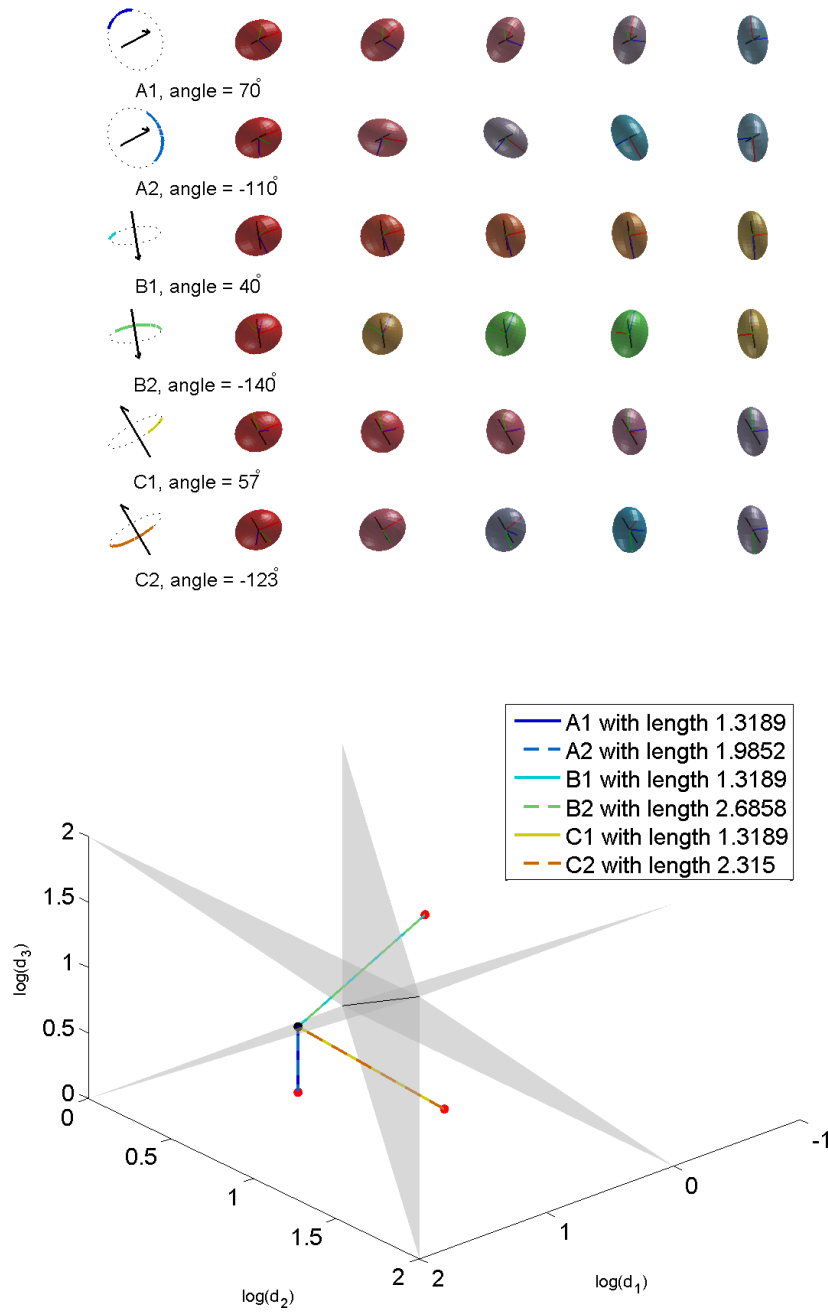 A1, angle = 70°
A2, angle = -110°
B1, angle = 40°
B2, angle = -140°
C1, angle = 57°
C2, angle = -123°
A1 with length 1.3189
A2 with length 1.9852
B1 with length 1.3189
B2 with length 2.6858
C1 with length 1.3189
C2 with length 2.315
2
1.5
1
0.5
0
log(d₃)
0
0.5
1
1.5
2
log(d₂)
2
1
0
-1
log(d₁)